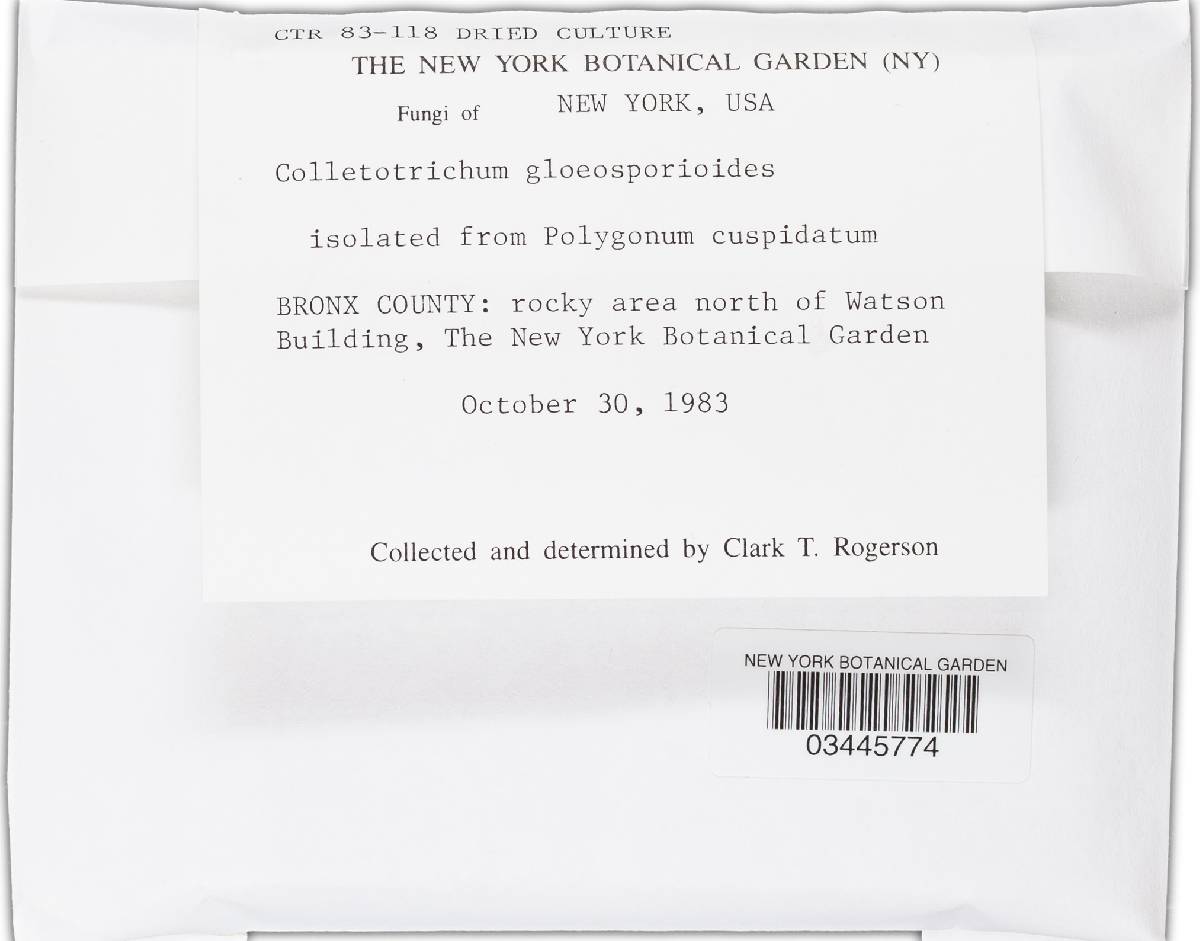 CTR 83-118 DRIED CULTURE
THE NEW YORK BOTANICAL GARDEN (NY)
Fungi of NEW YORK, USA
Colletotrichum gloeosporioides
isolated from Polygonum cuspidatum
BRONX COUNTY: rocky area north of Watson
Building, The New York Botanical Garden
October 30, 1983
Collected and determined by Clark T. Rogerson
NEW YORK BOTANICAL GARDEN
03445774